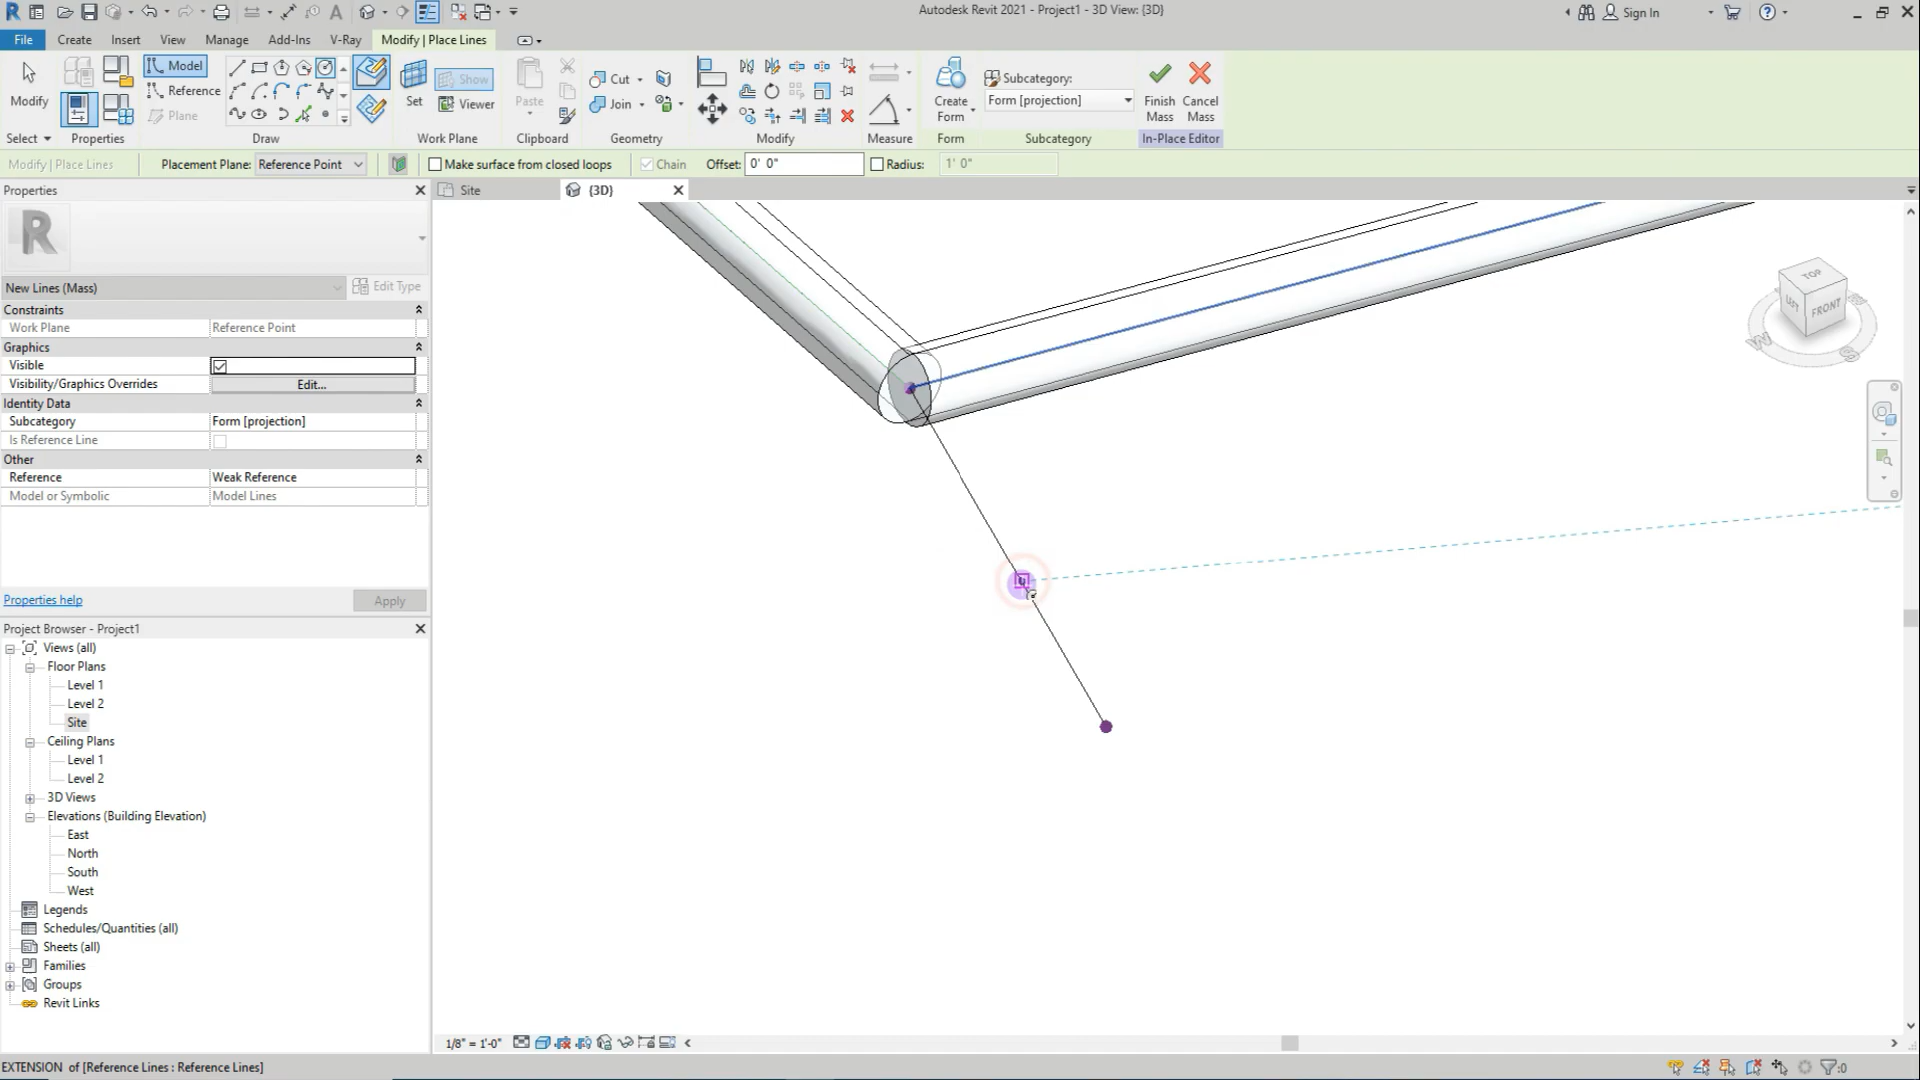 Autodesk Revit 2021 - Project1 - 3D View: {3D}
Sign In
File
Create
Insert
View
Manage
Add-Ins
V-Ray
Modify | Place Lines
Modify
Select
Properties
Model
Reference
Plane
Draw
Set
Show
Viewer
Work Plane
Paste
Clipboard
Cut
Join
Geometry
Modify
Measure
Create Form
Form
Subcategory:
Form [projection]
Subcategory
Finish Mass
Cancel Mass
In-Place Editor
Modify | Place Lines
Placement Plane:
Reference Point
Make surface from closed loops
Chain
Offset:
0' 0"
Radius:
1' 0"
Properties
Site
{3D}
New Lines (Mass)
Edit Type
Constraints
Work Plane
Reference Point
Graphics
Visible
Visibility/Graphics Overrides
Edit...
Identity Data
Subcategory
Form [projection]
Is Reference Line
Other
Reference
Weak Reference
Model or Symbolic
Model Lines
Properties help
Apply
Project Browser - Project1
Views (all)
Floor Plans
Level 1
Level 2
Site
Ceiling Plans
Level 1
Level 2
3D Views
Elevations (Building Elevation)
East
North
South
West
Legends
Schedules/Quantities (all)
Sheets (all)
Families
Groups
Revit Links
TOP
LEFT
FRONT
W
S
1/8" = 1'-0"
EXTENSION of [Reference Lines : Reference Lines]
:0